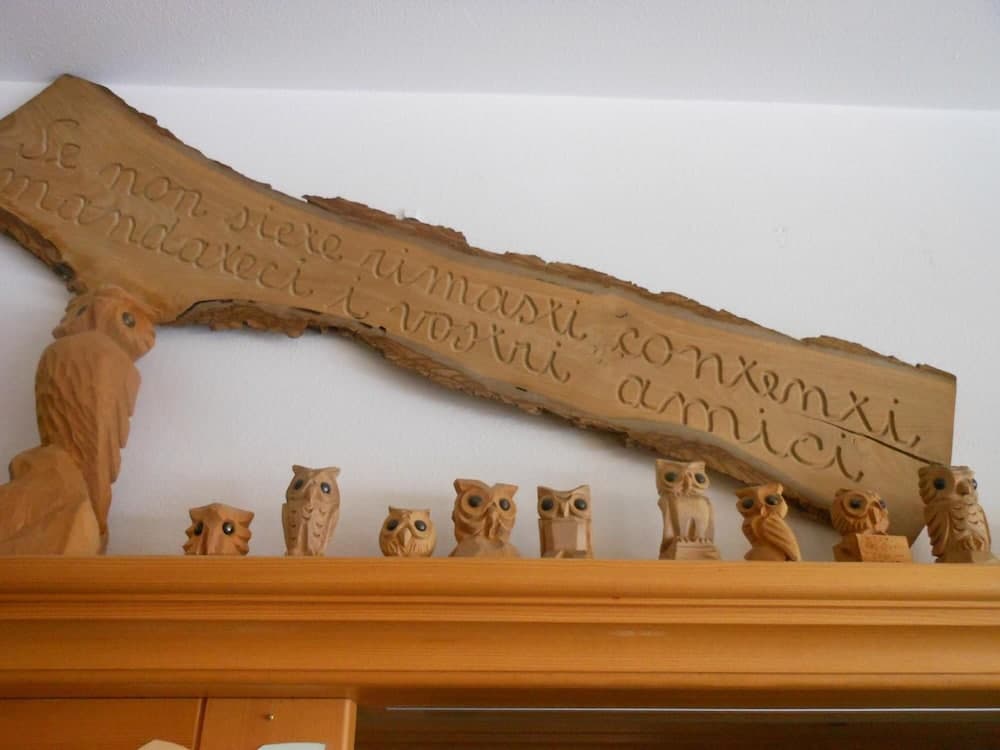 Se non siete rimasti contenti
mandateci i vostri amici